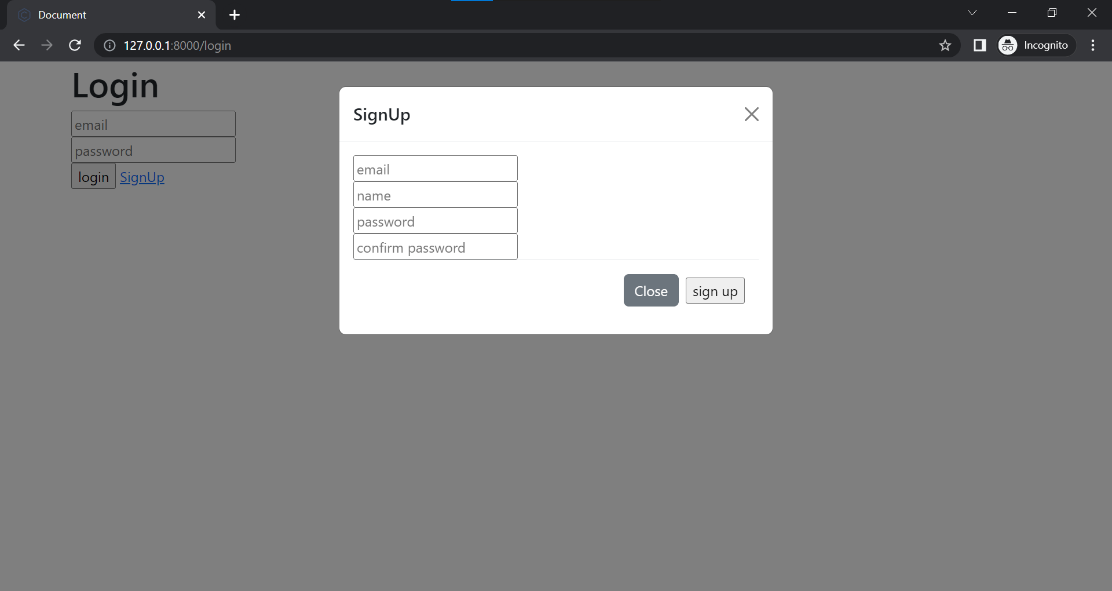 Document
127.0.0.1:8000/login
Incognito
Login
email
password
login SignUp
SignUp
email
name
password
confirm password
Close sign up